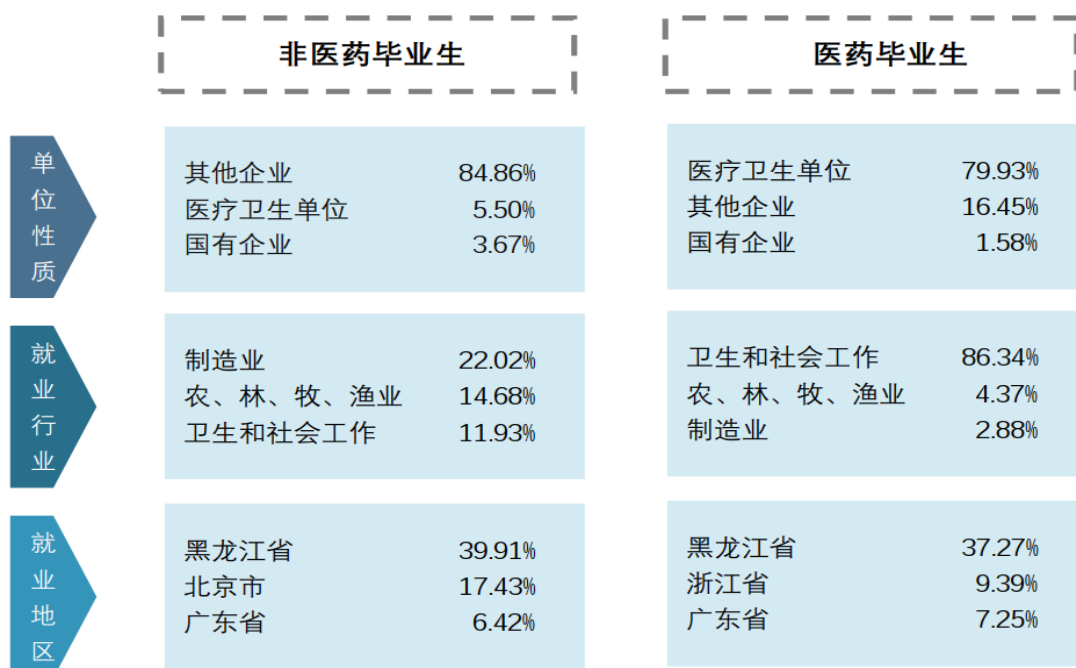 非医药毕业生
医药毕业生
单位性质
其他企业 84.86%
医疗卫生单位 5.50%
国有企业 3.67%
医疗卫生单位 79.93%
其他企业 16.45%
国有企业 1.58%
就业行业
制造业 22.02%
农、林、牧、渔业 14.68%
卫生和社会工作 11.93%
卫生和社会工作 86.34%
农、林、牧、渔业 4.37%
制造业 2.88%
就业地区
黑龙江省 39.91%
北京市 17.43%
广东省 6.42%
黑龙江省 37.27%
浙江省 9.39%
广东省 7.25%